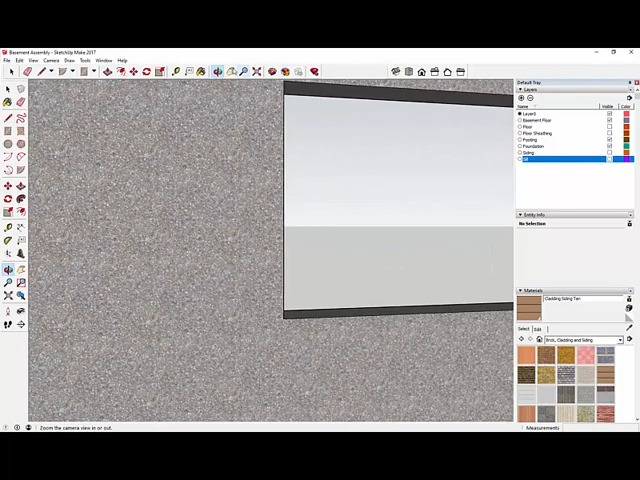 Basement Assembly - SketchUp Make 2017
File Edit View Camera Draw Tools Window Help
Default Tray
Layers
Name Visible Color
Layer0
Basement Floor
Floor
Floor Sheathing
Footing
Foundation
Siding
Sill
Entity Info
No Selection
Materials
Cladding Siding Tan
Select Edit
Brick, Cladding and Siding
Zoom the camera view in or out.
Measurements